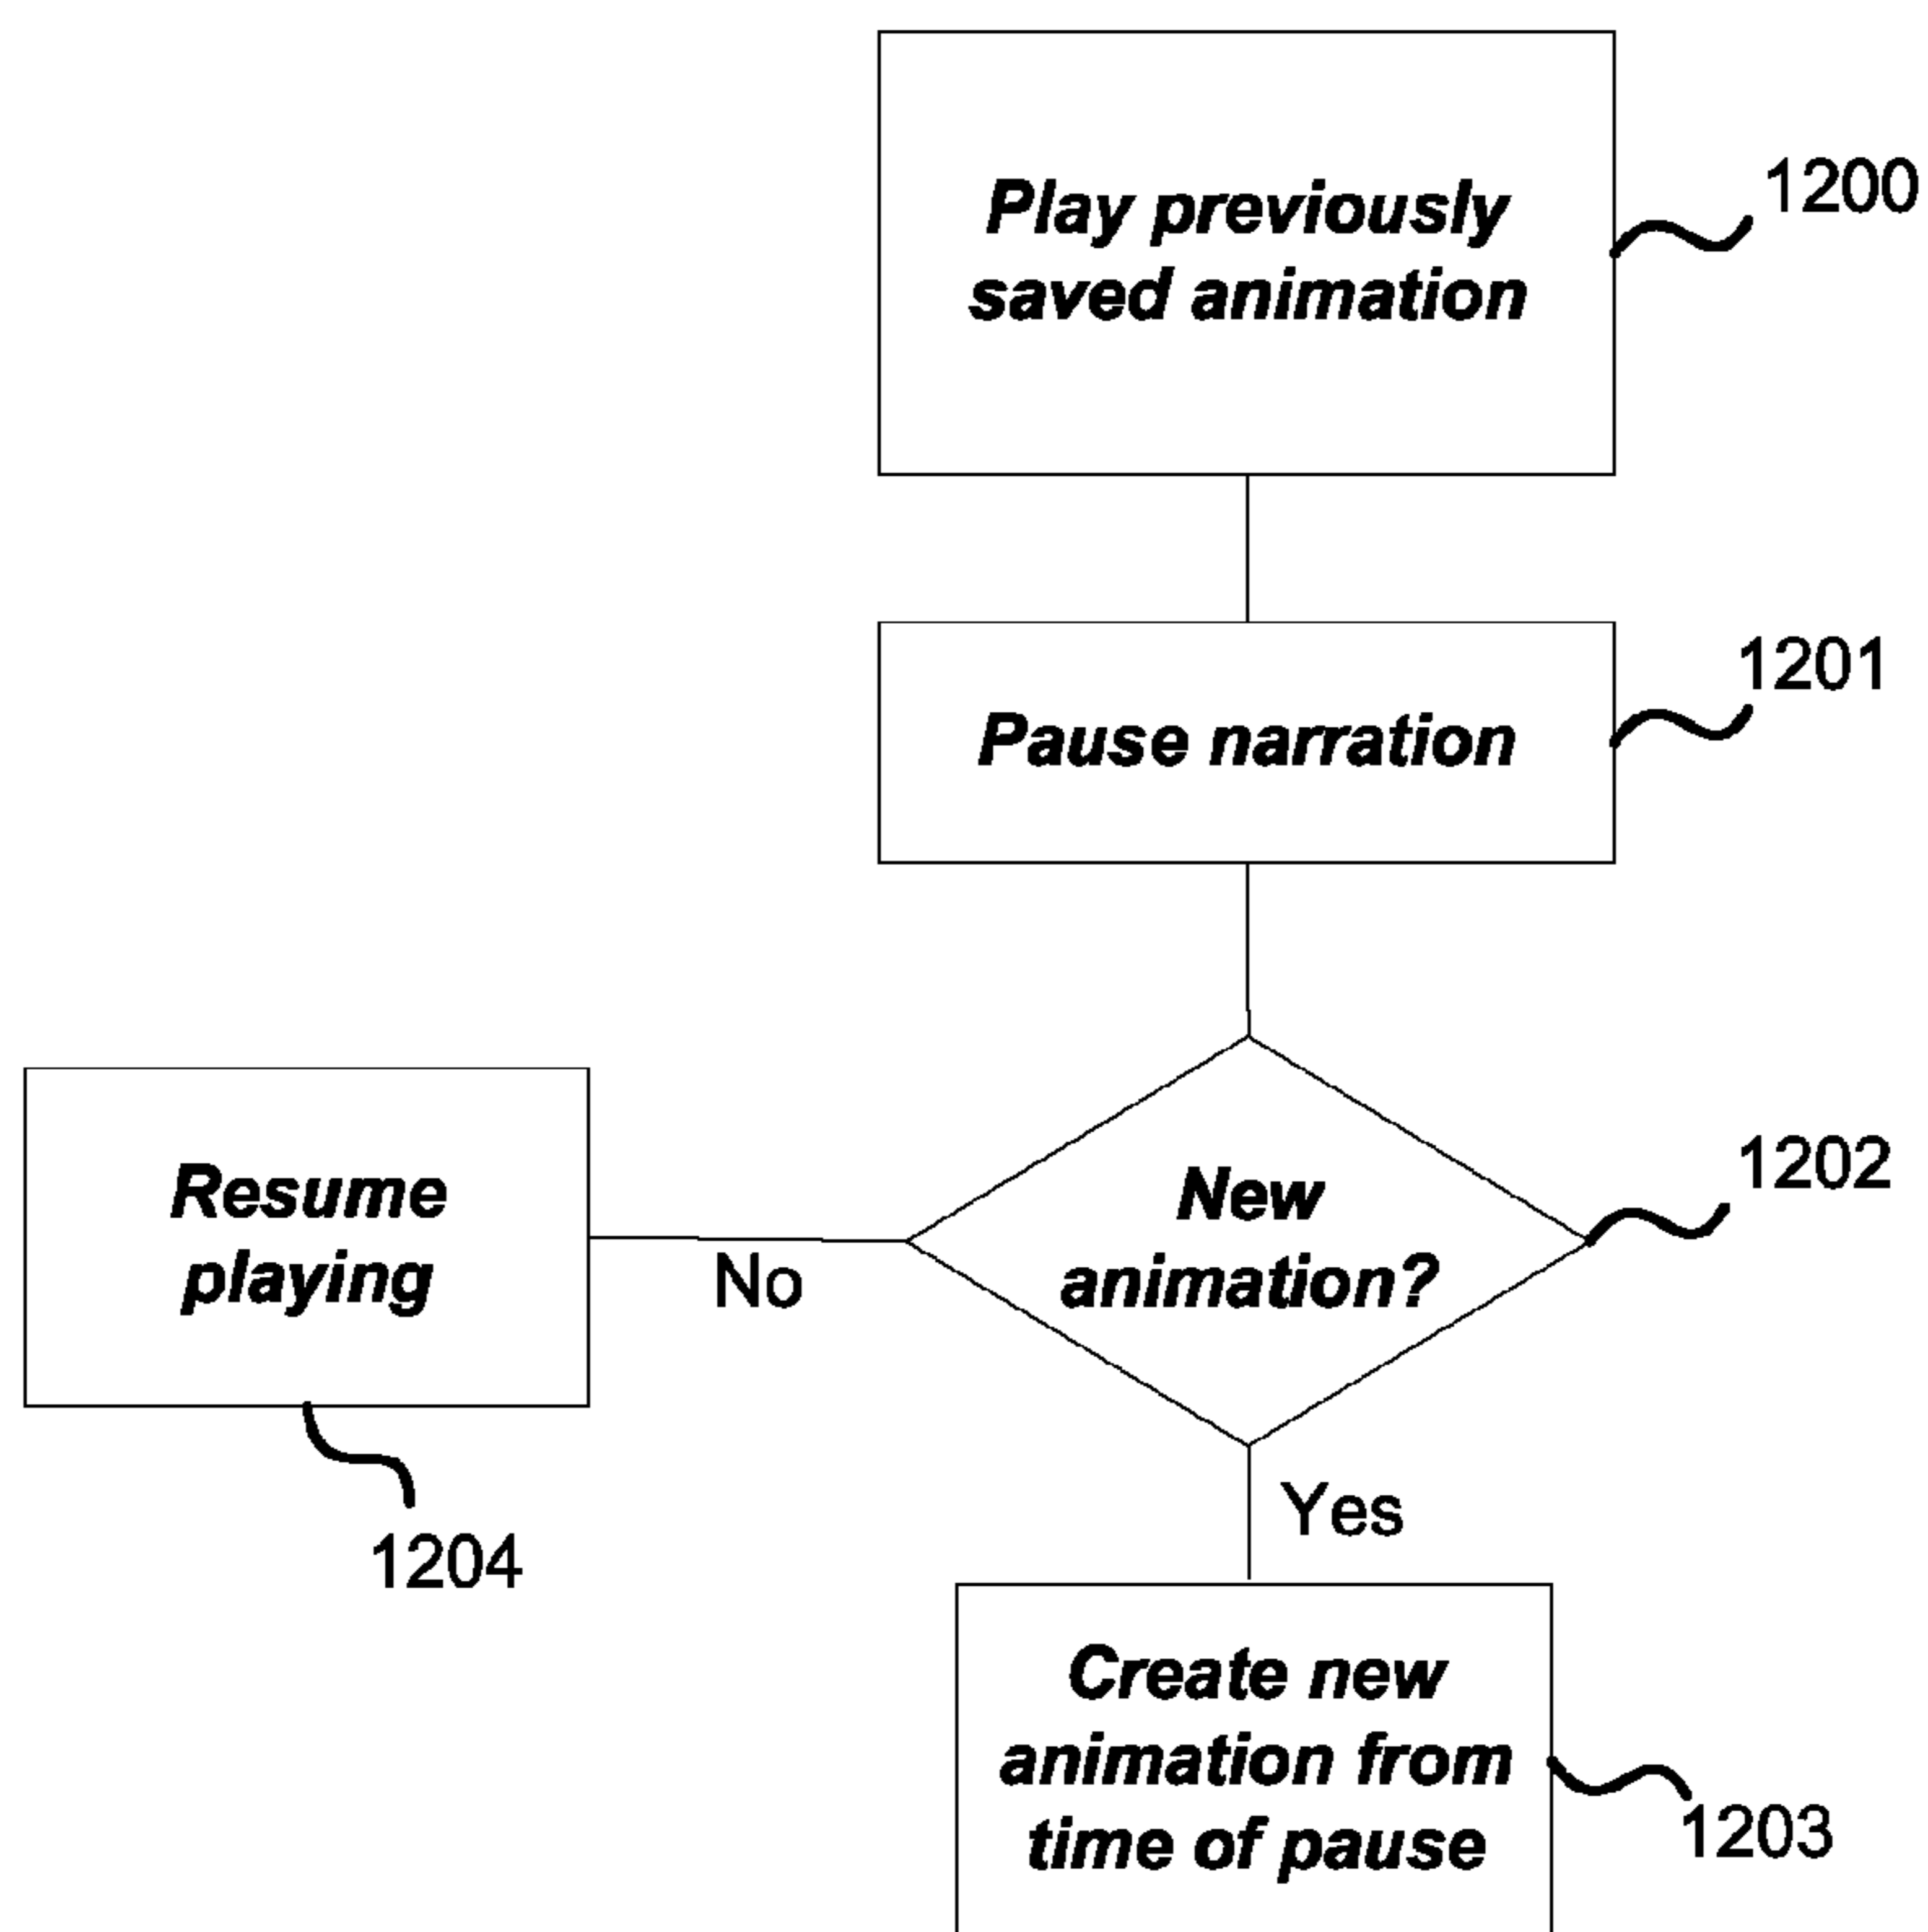 Play previously
saved animation
1200
Pause narration
1201
New
animation?
1202
No
Resume
playing
1204
Yes
Create new
animation from
time of pause
1203